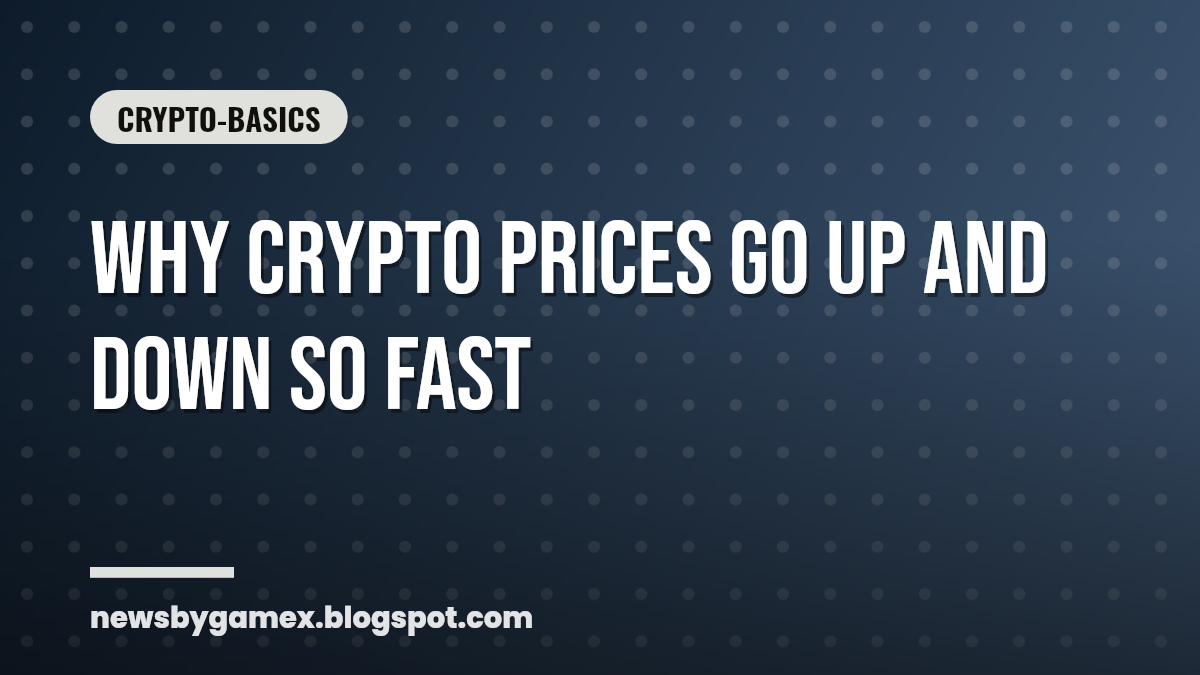 CRYPTO-BASICS
WHY CRYPTO PRICES GO UP AND
DOWN SO FAST
newsbygamex.blogspot.com